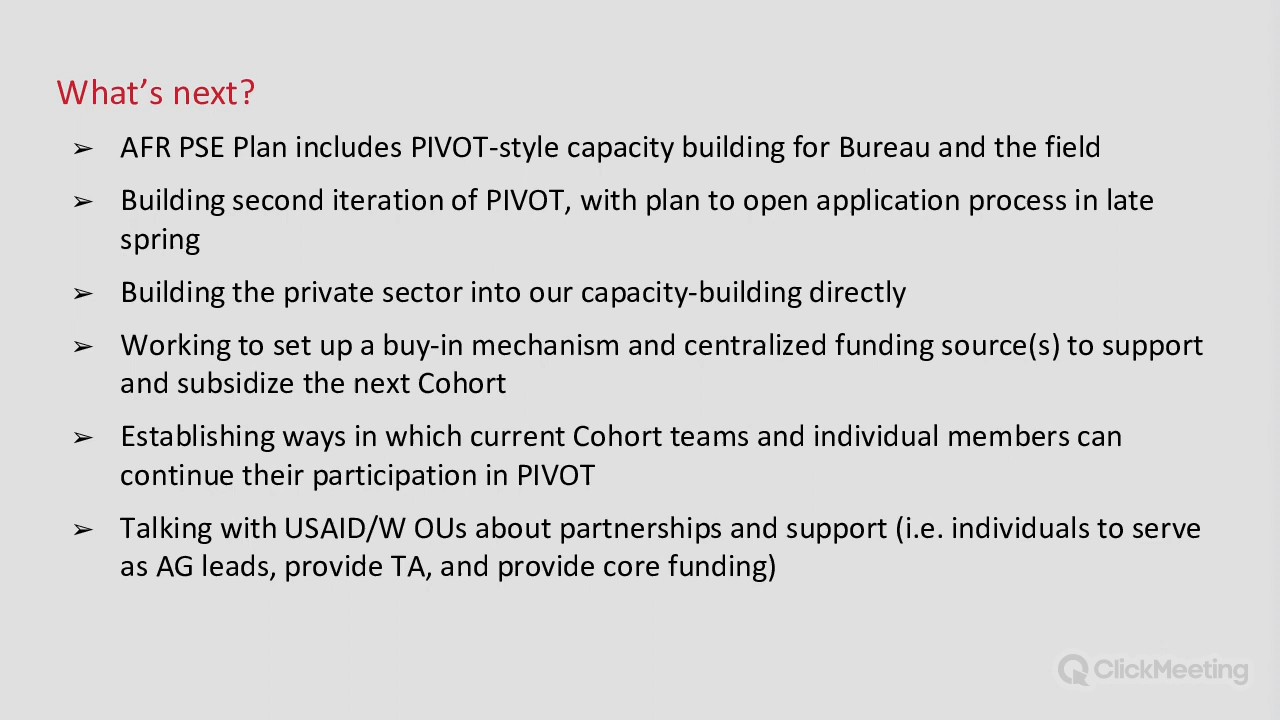 What’s next?
➢ AFR PSE Plan includes PIVOT-style capacity building for Bureau and the field
➢ Building second iteration of PIVOT, with plan to open application process in late
spring
➢ Building the private sector into our capacity-building directly
➢ Working to set up a buy-in mechanism and centralized funding source(s) to support
and subsidize the next Cohort
➢ Establishing ways in which current Cohort teams and individual members can
continue their participation in PIVOT
➢ Talking with USAID/W OUs about partnerships and support (i.e. individuals to serve
as AG leads, provide TA, and provide core funding)
ClickMeeting